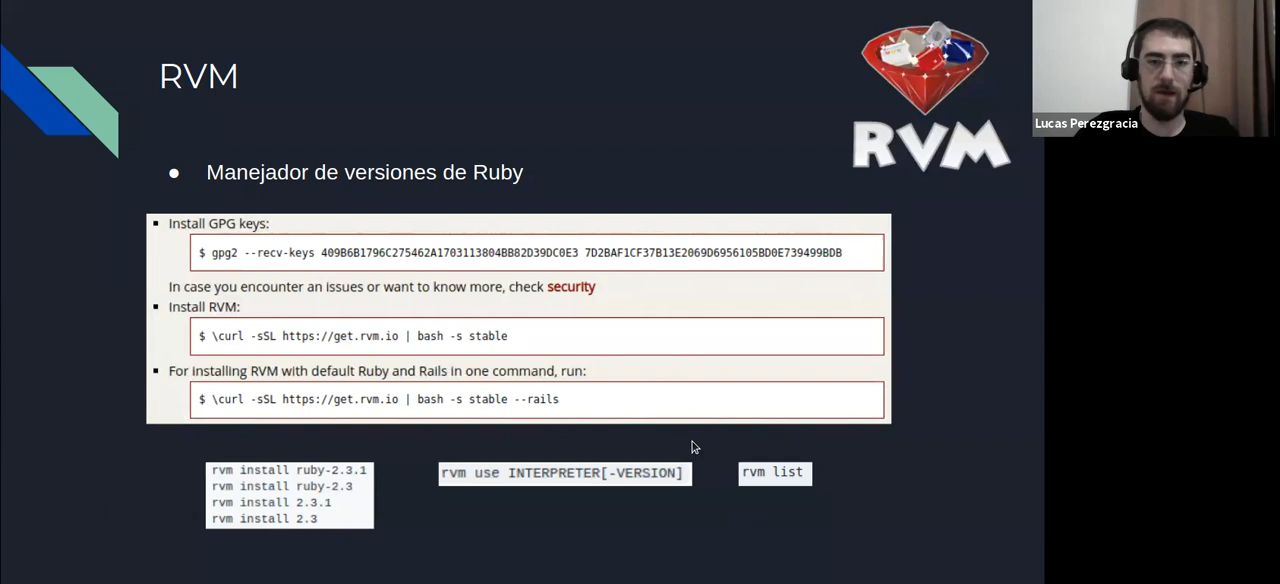 RVM
RVM
Lucas Perezgracia
● Manejador de versiones de Ruby
▪ Install GPG keys:
$ gpg2 --recv-keys 409B6B1796C275462A1703113804BB82D39DC0E3 7D2BAF1CF37B13E2069D6956105BD0E739499BDB
In case you encounter an issues or want to know more, check security
▪ Install RVM:
$ \curl -sSL https://get.rvm.io | bash -s stable
▪ For installing RVM with default Ruby and Rails in one command, run:
$ \curl -sSL https://get.rvm.io | bash -s stable --rails
rvm install ruby-2.3.1
rvm install ruby-2.3
rvm install 2.3.1
rvm install 2.3
rvm use INTERPRETER[-VERSION]
rvm list